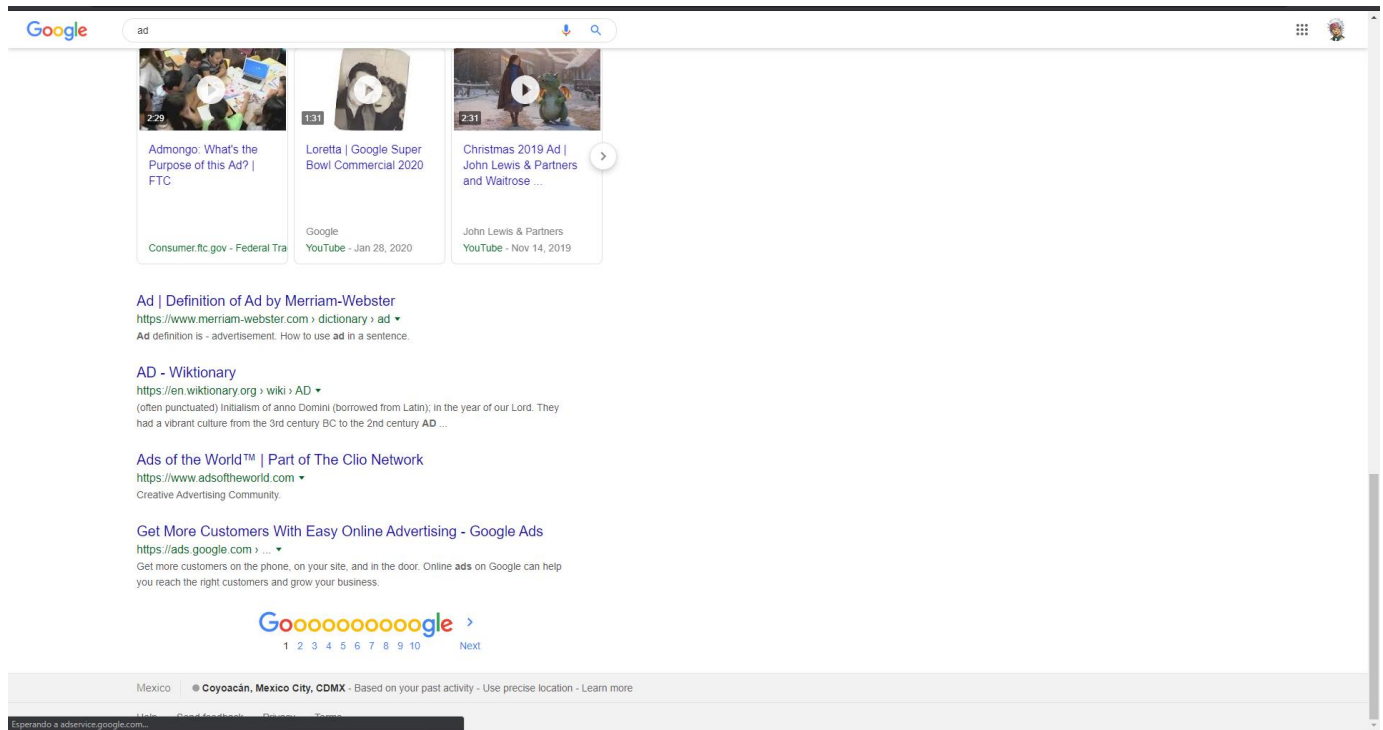 Google
ad
2:29
1:31
2:31
Admongo: What's the
Purpose of this Ad? |
FTC
Consumer.ftc.gov - Federal Tra
Loretta | Google Super
Bowl Commercial 2020
Google
YouTube - Jan 28, 2020
Christmas 2019 Ad |
John Lewis & Partners
and Waitrose ...
John Lewis & Partners
YouTube - Nov 14, 2019
Ad | Definition of Ad by Merriam-Webster
https://www.merriam-webster.com › dictionary › ad
Ad definition is - advertisement. How to use ad in a sentence.
AD - Wiktionary
https://en.wiktionary.org › wiki › AD
(often punctuated) Initialism of anno Domini (borrowed from Latin); in the year of our Lord. They
had a vibrant culture from the 3rd century BC to the 2nd century AD ...
Ads of the World™ | Part of The Clio Network
https://www.adsoftheworld.com
Creative Advertising Community.
Get More Customers With Easy Online Advertising - Google Ads
https://ads.google.com › ...
Get more customers on the phone, on your site, and in the door. Online ads on Google can help
you reach the right customers and grow your business.
Goooooooooogle >
1 2 3 4 5 6 7 8 9 10 Next
Mexico Coyoacán, Mexico City, CDMX - Based on your past activity - Use precise location - Learn more
Help Send feedback Privacy Terms
Esperando a adservice.google.com...